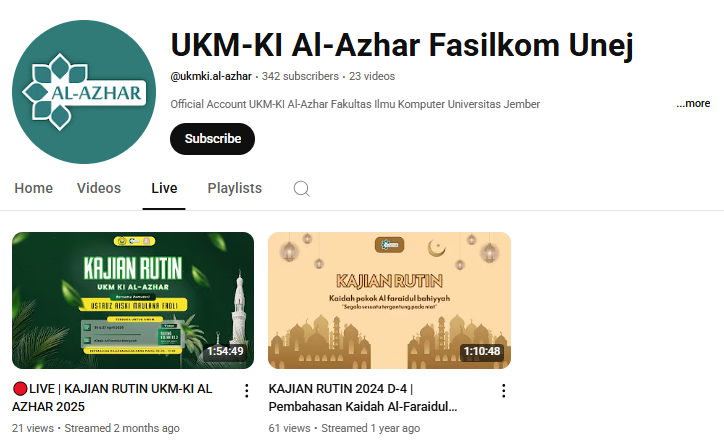 AL-AZHAR
UKM-KI Al-Azhar Fasilkom Unej
@ukmki.al-azhar • 342 subscribers • 23 videos
Official Account UKM-KI Al-Azhar Fakultas Ilmu Komputer Universitas Jember
...more
Subscribe
Home Videos Live Playlists
KAJIAN RUTIN
UKM KI AL-AZHAR
USTADZ RISKI MAULANA FADLI
1:54:49
KAJIAN RUTIN
Kaidah pokok Al faraidul bahiyyah
"Segala sesuatu tergantung pada niat"
1:10:48
🔴LIVE | KAJIAN RUTIN UKM-KI AL
AZHAR 2025
21 views • Streamed 2 months ago
KAJIAN RUTIN 2024 D-4 |
Pembahasan Kaidah Al-Faraidul...
61 views • Streamed 1 year ago